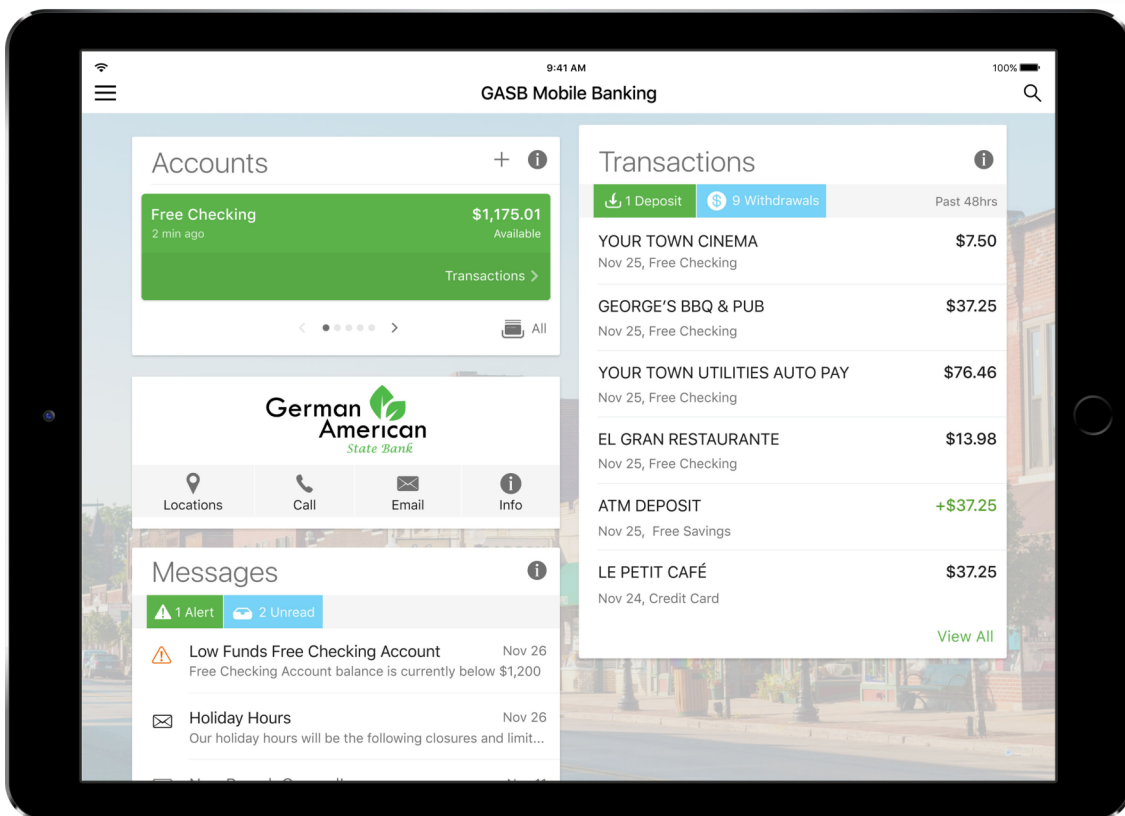 9:41 AM
100%
GASB Mobile Banking
Accounts
Free Checking
$1,175.01
2 min ago
Available
Transactions >
All
German
American
State Bank
Locations
Call
Email
Info
Messages
1 Alert
2 Unread
Low Funds Free Checking Account
Nov 26
Free Checking Account balance is currently below $1,200
Holiday Hours
Nov 26
Our holiday hours will be the following closures and limit...
Transactions
1 Deposit
9 Withdrawals
Past 48hrs
YOUR TOWN CINEMA
$7.50
Nov 25, Free Checking
GEORGE’S BBQ & PUB
$37.25
Nov 25, Free Checking
YOUR TOWN UTILITIES AUTO PAY
$76.46
Nov 25, Free Checking
EL GRAN RESTAURANTE
$13.98
Nov 25, Free Checking
ATM DEPOSIT
+$37.25
Nov 25, Free Savings
LE PETIT CAFÉ
$37.25
Nov 24, Credit Card
View All